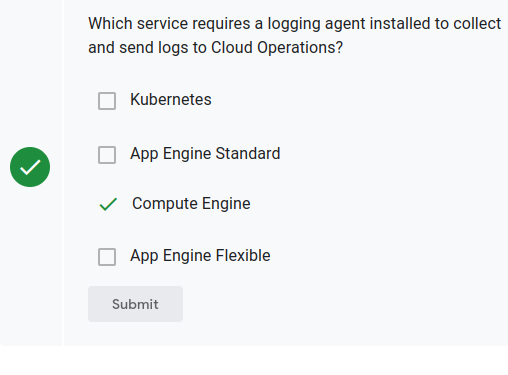 Which service requires a logging agent installed to collect
and send logs to Cloud Operations?
Kubernetes
App Engine Standard
Compute Engine
App Engine Flexible
Submit